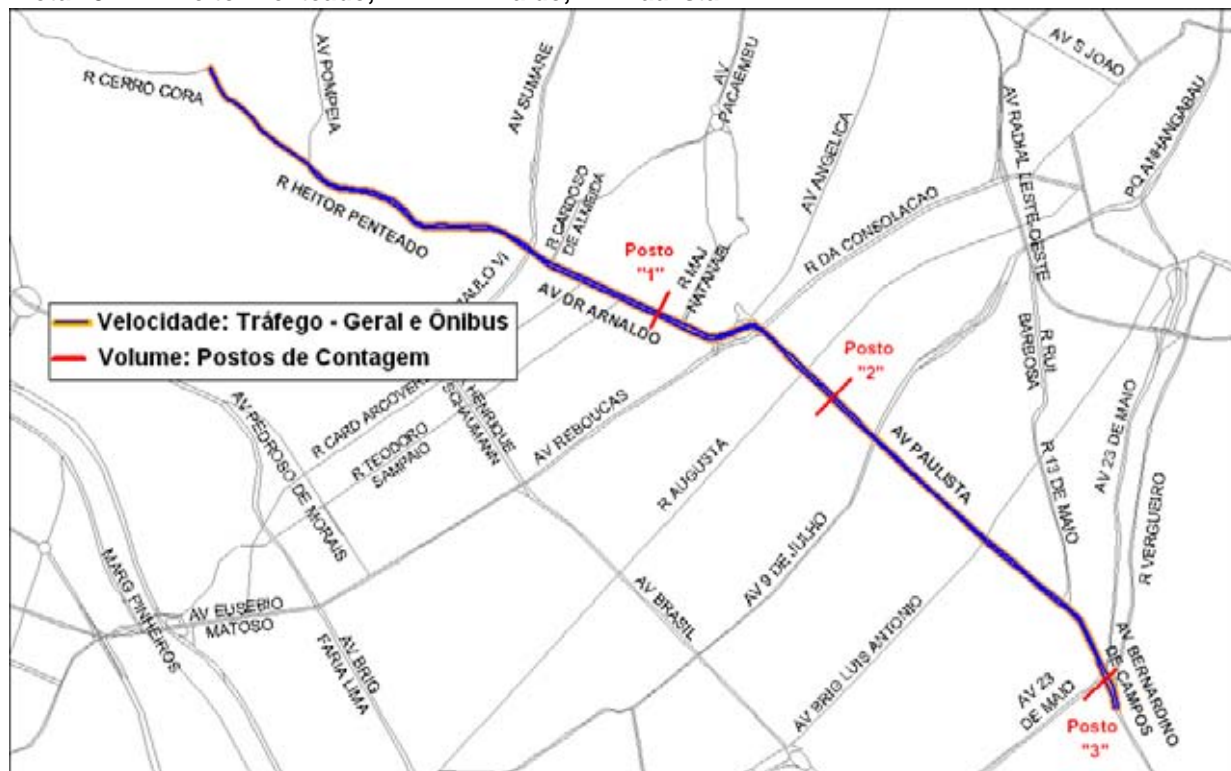 R CERRO CORA
AV POMPEIA
AV SUMARE
AV
PACAEMBU
AV S JOAO
AV RADIAL LESTE-OESTE
PQ ANHANGABAU
AV ANGELICA
R HEITOR PENTEADO
R CARDOSO
DE ALMEIDA
R DA CONSOLACAO
Posto
"1"
R MAJ
NATANAEL
PAULO VI
AV DR ARNALDO
Velocidade: Tráfego - Geral e Ônibus
Volume: Postos de Contagem
Posto
"2"
R RUI
BARBOSA
R CARD ARCOVER
HENRIQUE
SCHAUMANN
AV REBOUCAS
R TEODORO
SAMPAIO
AV PEDROSO DE MORAIS
R AUGUSTA
AV PAULISTA
R 13 DE MAIO
AV 23 DE MAIO
R VERGUEIRO
AV 9 DE JULHO
MARG PINHEIROS
AV EUSEBIO
MATOSO
AV BRIG
FARIA LIMA
AV BRASIL
AV BRIG LUIS ANTONIO
AV 23
DE MAIO
AV BERNARDINO
DE CAMPOS
Posto
"3"